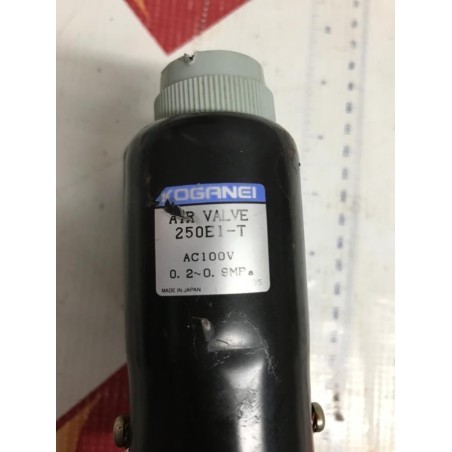 KOGANEI
AIR VALVE
250E1-T
AC100V
0.2~0.9MPa
MADE IN JAPAN